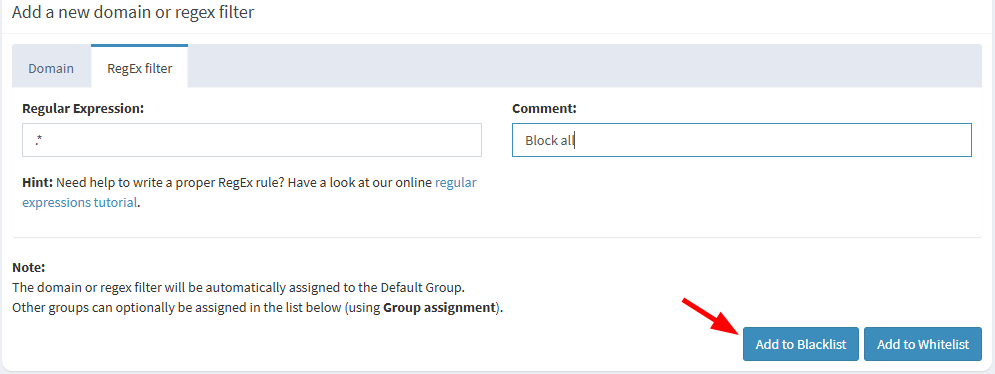 Add a new domain or regex filter
Domain
RegEx filter
Regular Expression:
Comment:
.*
Block all
Hint: Need help to write a proper RegEx rule? Have a look at our online regular
expressions tutorial.
Note:
The domain or regex filter will be automatically assigned to the Default Group.
Other groups can optionally be assigned in the list below (using Group assignment).
Add to Blacklist
Add to Whitelist